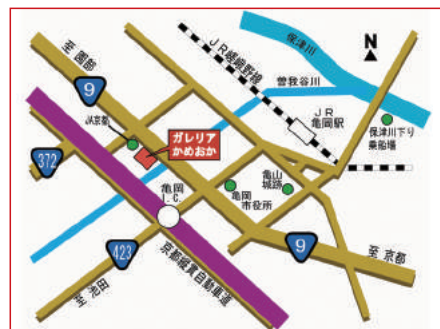 至 園部
JR嵯峨野線
保津川
N
9
曽我谷川
JA京都
ガレリア
かめおか
JR
亀岡駅
保津川下り
乗船場
372
亀岡
I.C.
亀山
城跡
亀岡
市役所
423
9
至 京都
京都縦貫自動車道
至 池田